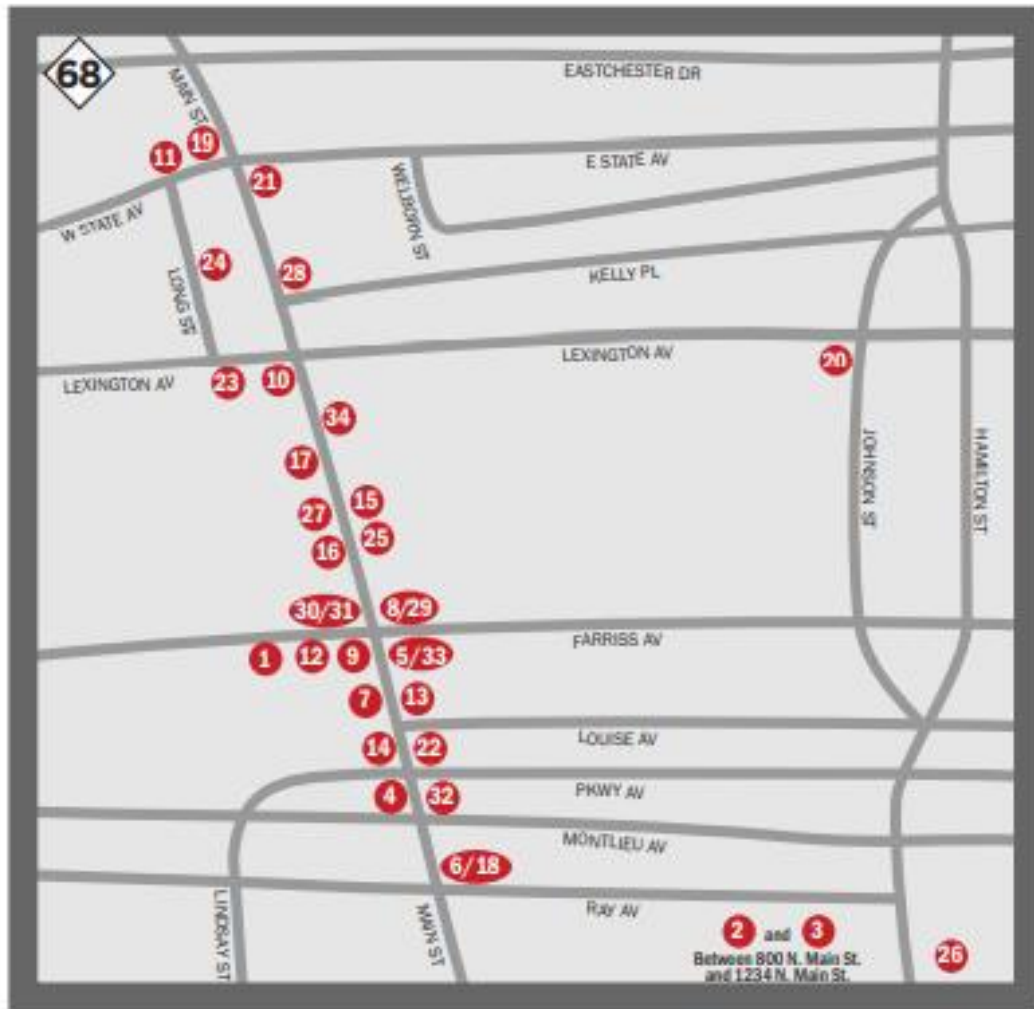 68
EASTCHESTER DR
MAIN ST
19
11
E STATE AV
21
WELBORN ST
W STATE AV
24
28
KELLY PL
LONG ST
LEXINGTON AV
20
LEXINGTON AV
23
10
34
JOHNSON ST
HAMILTON ST
17
15
27
25
16
30/31
8/29
FARRISS AV
1
12
9
5/33
7
13
LOUISE AV
14
22
PKWY AV
4
32
MONTLIEU AV
6/18
RAY AV
LINDSAY ST
MAIN ST
2 and 3
Between 800 N. Main St.
and 1234 N. Main St.
26